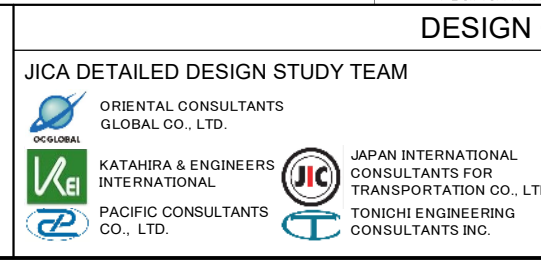 DESIGN
JICA DETAILED DESIGN STUDY TEAM
OCGLOBAL
ORIENTAL CONSULTANTS
GLOBAL CO., LTD.
KEI
KATAHIRA & ENGINEERS
INTERNATIONAL
JIC
JAPAN INTERNATIONAL
CONSULTANTS FOR
TRANSPORTATION CO., LT
PACIFIC CONSULTANTS
CO., LTD.
TONICHI ENGINEERING
CONSULTANTS INC.